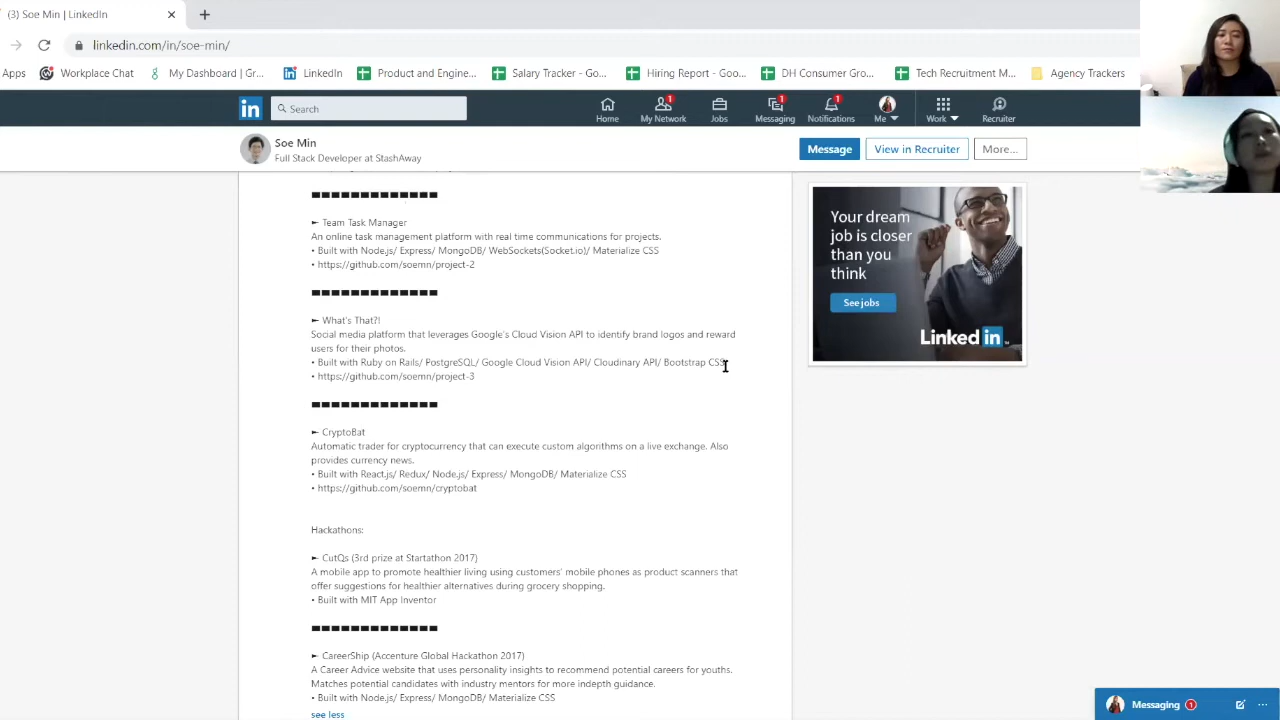 (3) Soe Min | LinkedIn
linkedin.com/in/soe-min/
Apps
Workplace Chat
My Dashboard | Gr...
LinkedIn
Product and Engine...
Salary Tracker - Go...
Hiring Report - Goo...
DH Consumer Gro...
Tech Recruitment M...
Agency Trackers
in
Search
Home
1
My Network
Jobs
1
Messaging
1
Notifications
Me
Work
Recruiter
Soe Min
Full Stack Developer at StashAway
Message
View in Recruiter
More...
► Team Task Manager
An online task management platform with real time communications for projects.
• Built with Node.js/ Express/ MongoDB/ WebSockets(Socket.io)/ Materialize CSS
• https://github.com/soemn/project-2
► What's That?!
Social media platform that leverages Google's Cloud Vision API to identify brand logos and reward
users for their photos.
• Built with Ruby on Rails/ PostgreSQL/ Google Cloud Vision API/ Cloudinary API/ Bootstrap CSS
• https://github.com/soemn/project-3
► CryptoBat
Automatic trader for cryptocurrency that can execute custom algorithms on a live exchange. Also
provides currency news.
• Built with React.js/ Redux/ Node.js/ Express/ MongoDB/ Materialize CSS
• https://github.com/soemn/cryptobat
Hackathons:
► CutQs (3rd prize at Startathon 2017)
A mobile app to promote healthier living using customers' mobile phones as product scanners that
offer suggestions for healthier alternatives during grocery shopping.
• Built with MIT App Inventor
► CareerShip (Accenture Global Hackathon 2017)
A Career Advice website that uses personality insights to recommend potential careers for youths.
Matches potential candidates with industry mentors for more indepth guidance.
• Built with Node.js/ Express/ MongoDB/ Materialize CSS
see less
Your dream
job is closer
than you
think
See jobs
Linked in
Messaging 1